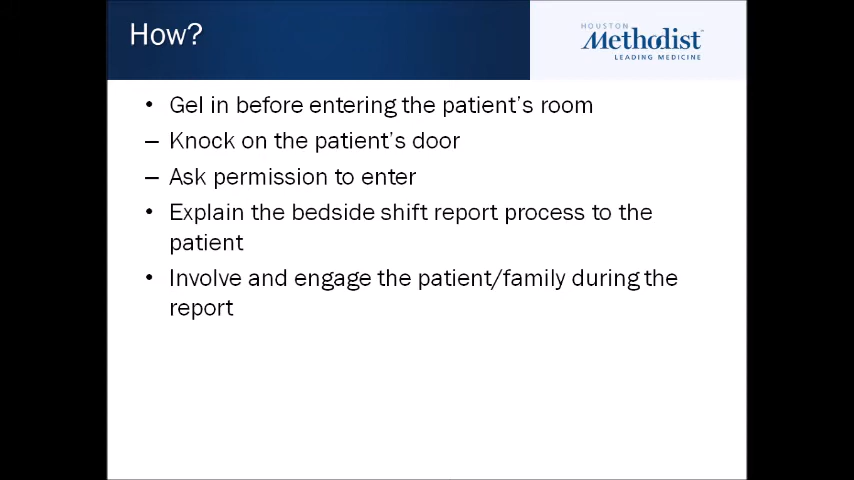 How?
HOUSTON
Methodist
LEADING MEDICINE
• Gel in before entering the patient's room
– Knock on the patient's door
– Ask permission to enter
• Explain the bedside shift report process to the
patient
• Involve and engage the patient/family during the
report